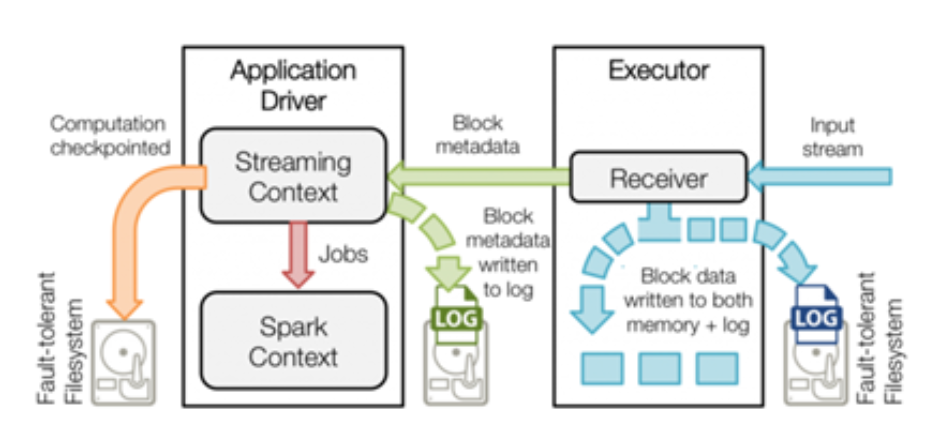 Application
Driver
Executor
Computation
checkpointed
Block
metadata
Input
stream
Streaming
Context
Receiver
Block
metadata
written
to log
Jobs
Block data
written to both
memory + log
Spark
Context
LOG
LOG
Fault-tolerant
Filesystem
Fault-tolerant
Filesystem